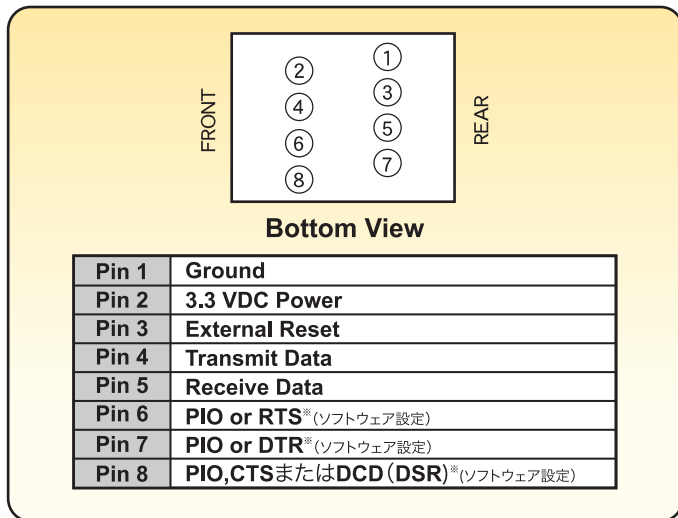 FRONT
REAR
①
②
③
④
⑤
⑥
⑦
⑧
Bottom View
Pin 1 Ground
Pin 2 3.3 VDC Power
Pin 3 External Reset
Pin 4 Transmit Data
Pin 5 Receive Data
Pin 6 PIO or RTS※(ソフトウェア設定)
Pin 7 PIO or DTR※(ソフトウェア設定)
Pin 8 PIO,CTSまたはDCD(DSR)※(ソフトウェア設定)